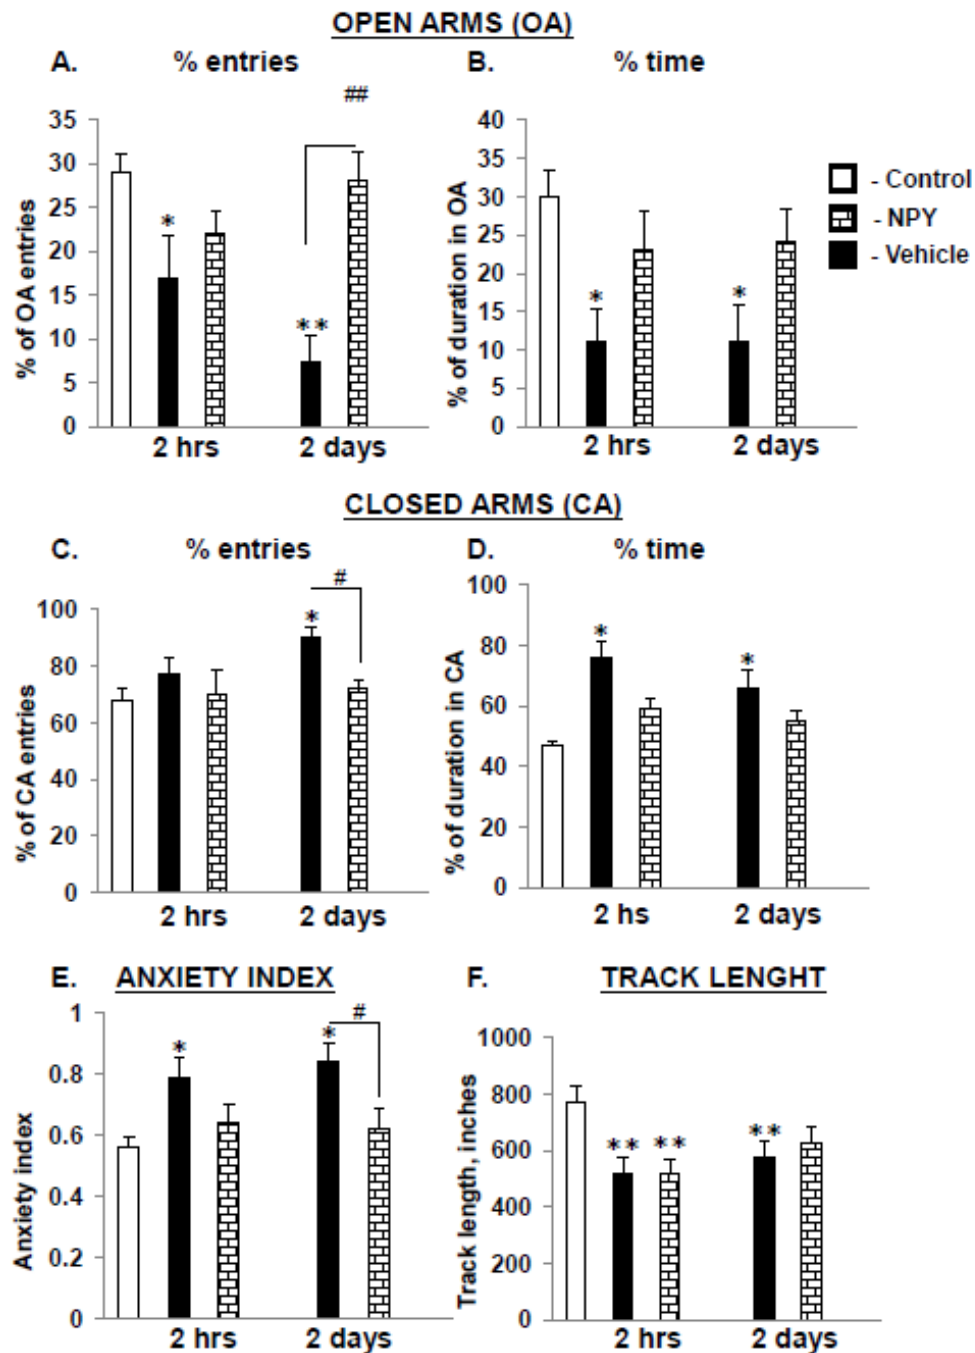 OPEN ARMS (OA)
A. % entries
B. % time
##
% of OA entries
35
30
25
20
15
10
5
0
*
**
2 hrs 2 days
% of duration in OA
40
35
30
25
20
15
10
5
0
*
*
2 hrs 2 days
- Control
- NPY
- Vehicle
CLOSED ARMS (CA)
C. % entries
D. % time
% of CA entries
100
80
60
40
20
0
*
#
2 hrs 2 days
% of duration in CA
100
80
60
40
20
0
*
*
2 hs 2 days
E. ANXIETY INDEX
F. TRACK LENGHT
Anxiety index
1
0.8
0.6
0.4
0.2
0
*
*
#
2 hrs 2 days
Track length, inches
1000
800
600
400
200
0
** ** **
2 hrs 2 days